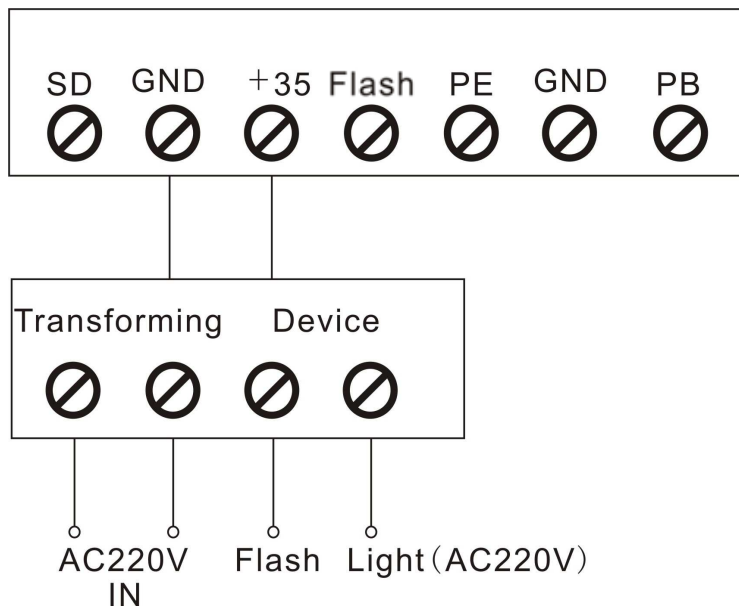 SD GND +35 Flash PE GND PB
Transforming Device
AC220V Flash Light（AC220V）
IN